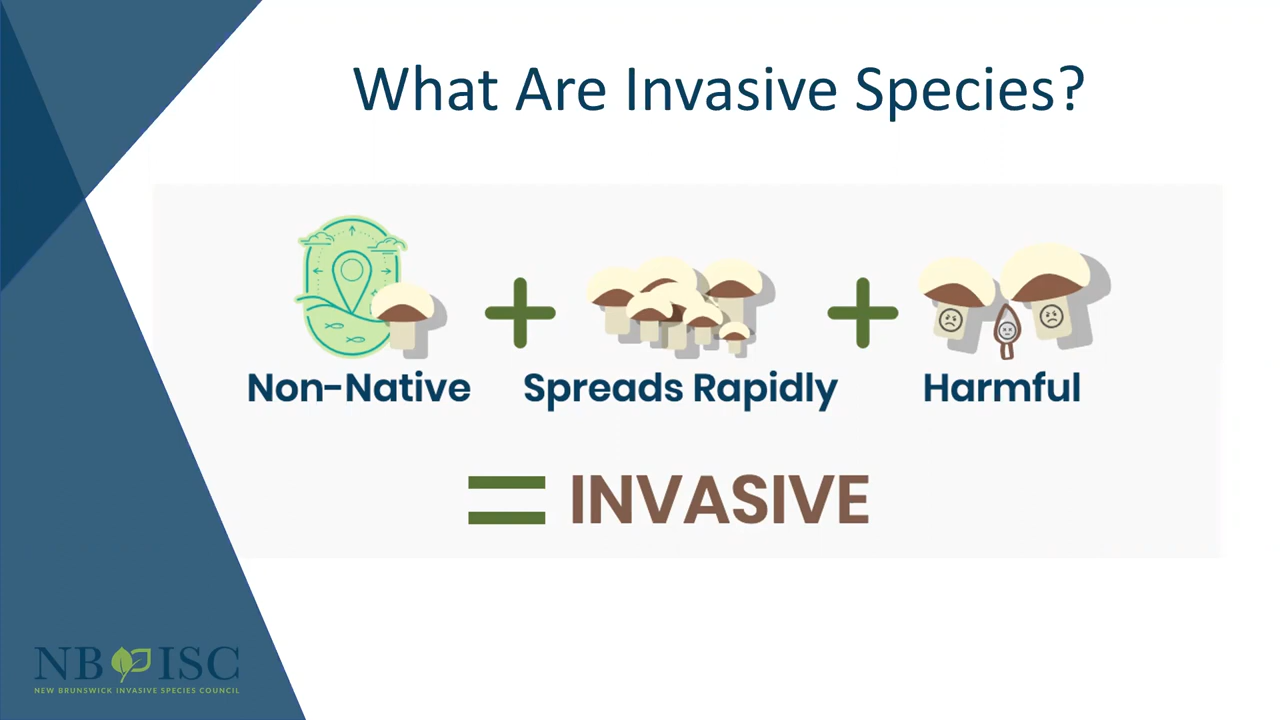 What Are Invasive Species?
Non-Native
Spreads Rapidly
Harmful
INVASIVE
NB ISC
NEW BRUNSWICK INVASIVE SPECIES COUNCIL